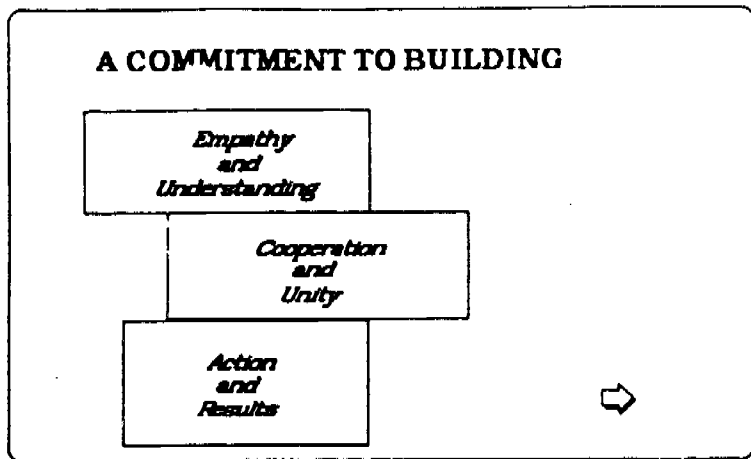 A COMMITMENT TO BUILDING
Empathy
and
Understanding
Cooperation
and
Unity
Action
and
Results